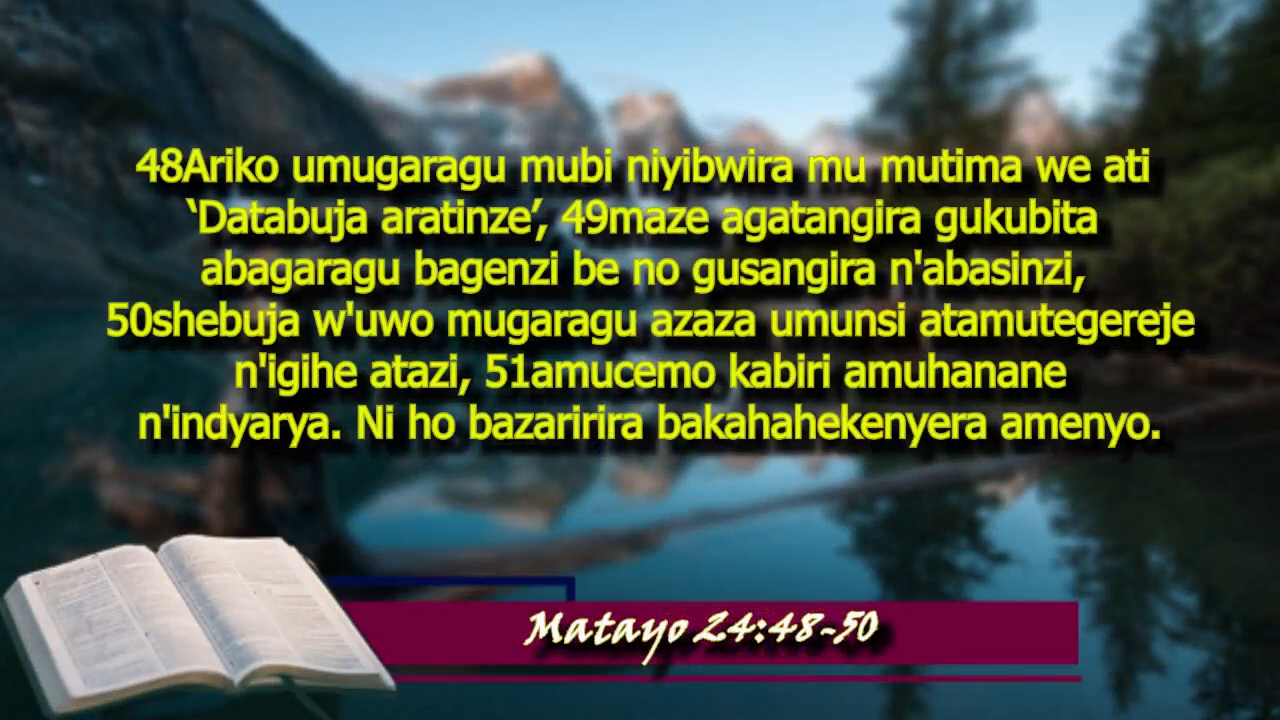 48Ariko umugaragu mubi niyibwira mu mutima we ati
‘Databuja aratinze’, 49maze agatangira gukubita
abagaragu bagenzi be no gusangira n'abasinzi,
50shebuja w'uwo mugaragu azaza umunsi atamutegereje
n'igihe atazi, 51amucemo kabiri amuhanane
n'indyarya. Ni ho bazaririra bakahahekenyera amenyo.
Matayo 24:48-50